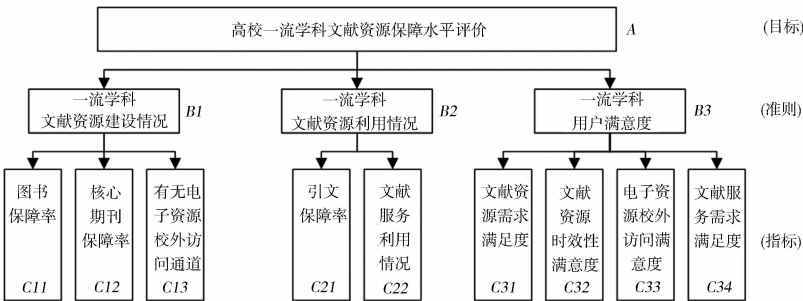 高校一流学科文献资源保障水平评价
A
(目标)
一流学科
文献资源建设情况
B1
一流学科
文献资源利用情况
B2
一流学科
用户满意度
B3
(准则)
图书
保障率
C11
核心
期刊
保障率
C12
有无电
子资源
校外访
问通道
C13
引文
保障率
C21
文献
服务
利用
情况
C22
文献资
源需求
满足度
C31
文献
资源
时效性
满意度
C32
电子资
源校外
访问满
意度
C33
文献服
务需求
满足度
C34
(指标)